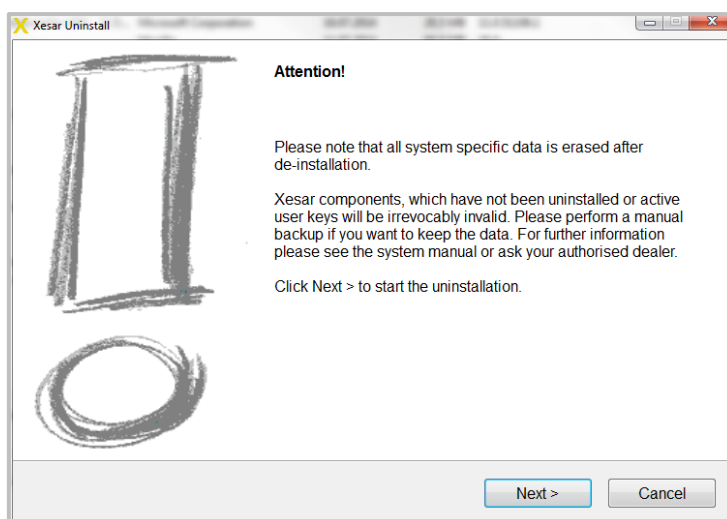 Microsoft Corporation
Xesar Uninstall
Attention!
Please note that all system specific data is erased after
de-installation.
Xesar components, which have not been uninstalled or active
user keys will be irrevocably invalid. Please perform a manual
backup if you want to keep the data. For further information
please see the system manual or ask your authorised dealer.
Click Next > to start the uninstallation.
Next >
Cancel